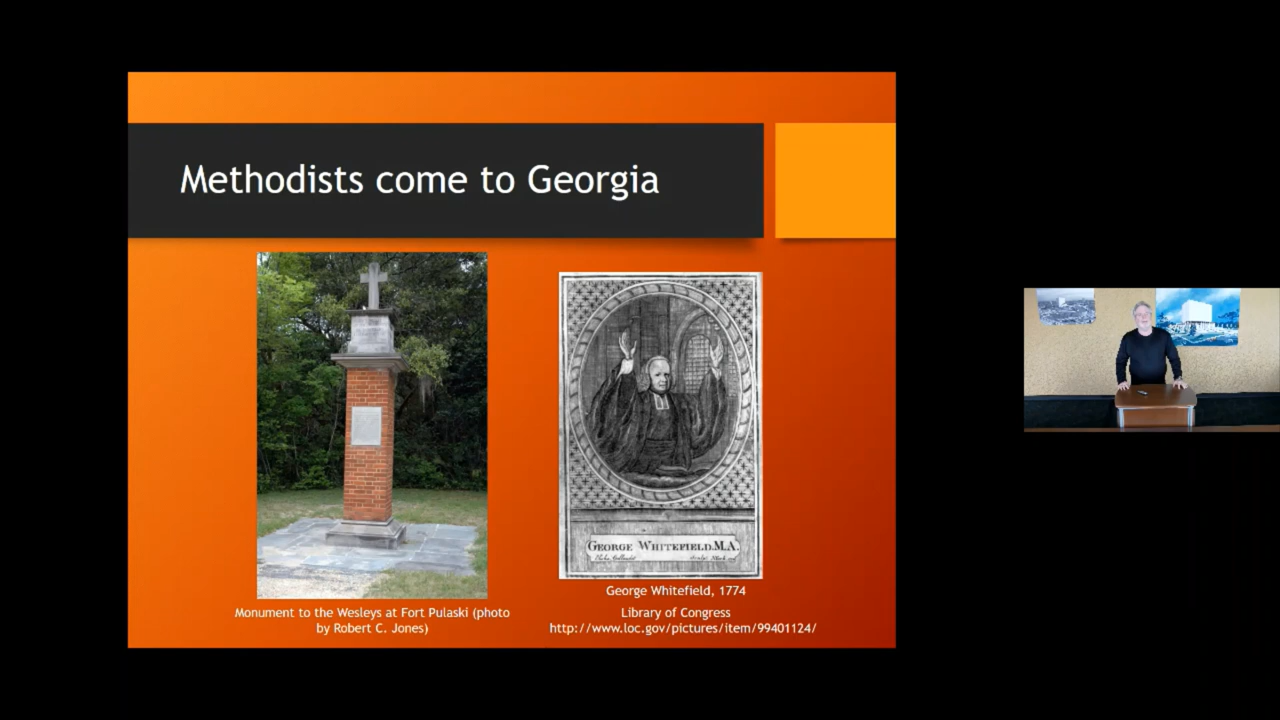 Methodists come to Georgia
GEORGE WHITEFIELD.M.A.
Monument to the Wesleys at Fort Pulaski (photo
by Robert C. Jones)
George Whitefield, 1774
Library of Congress
http://www.loc.gov/pictures/item/99401124/